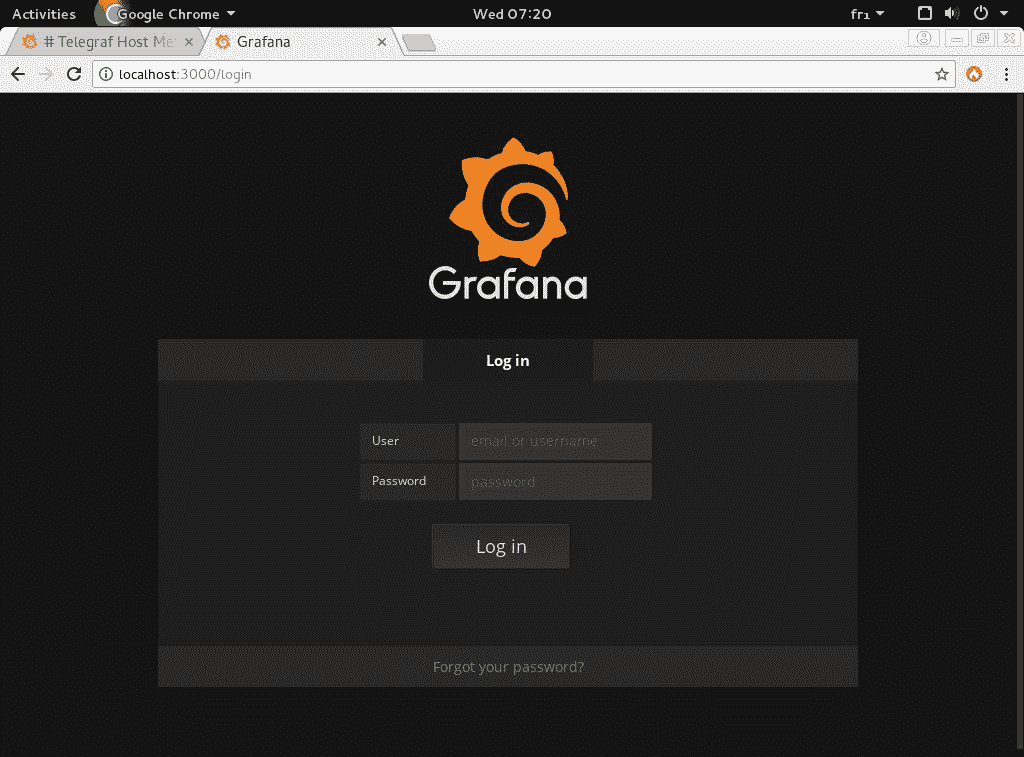 Activities Google Chrome Wed 07:20 fr₁
# Telegraf Host Me Grafana
localhost:3000/login
Grafana
Log in
User email or username
Password password
Log in
Forgot your password?